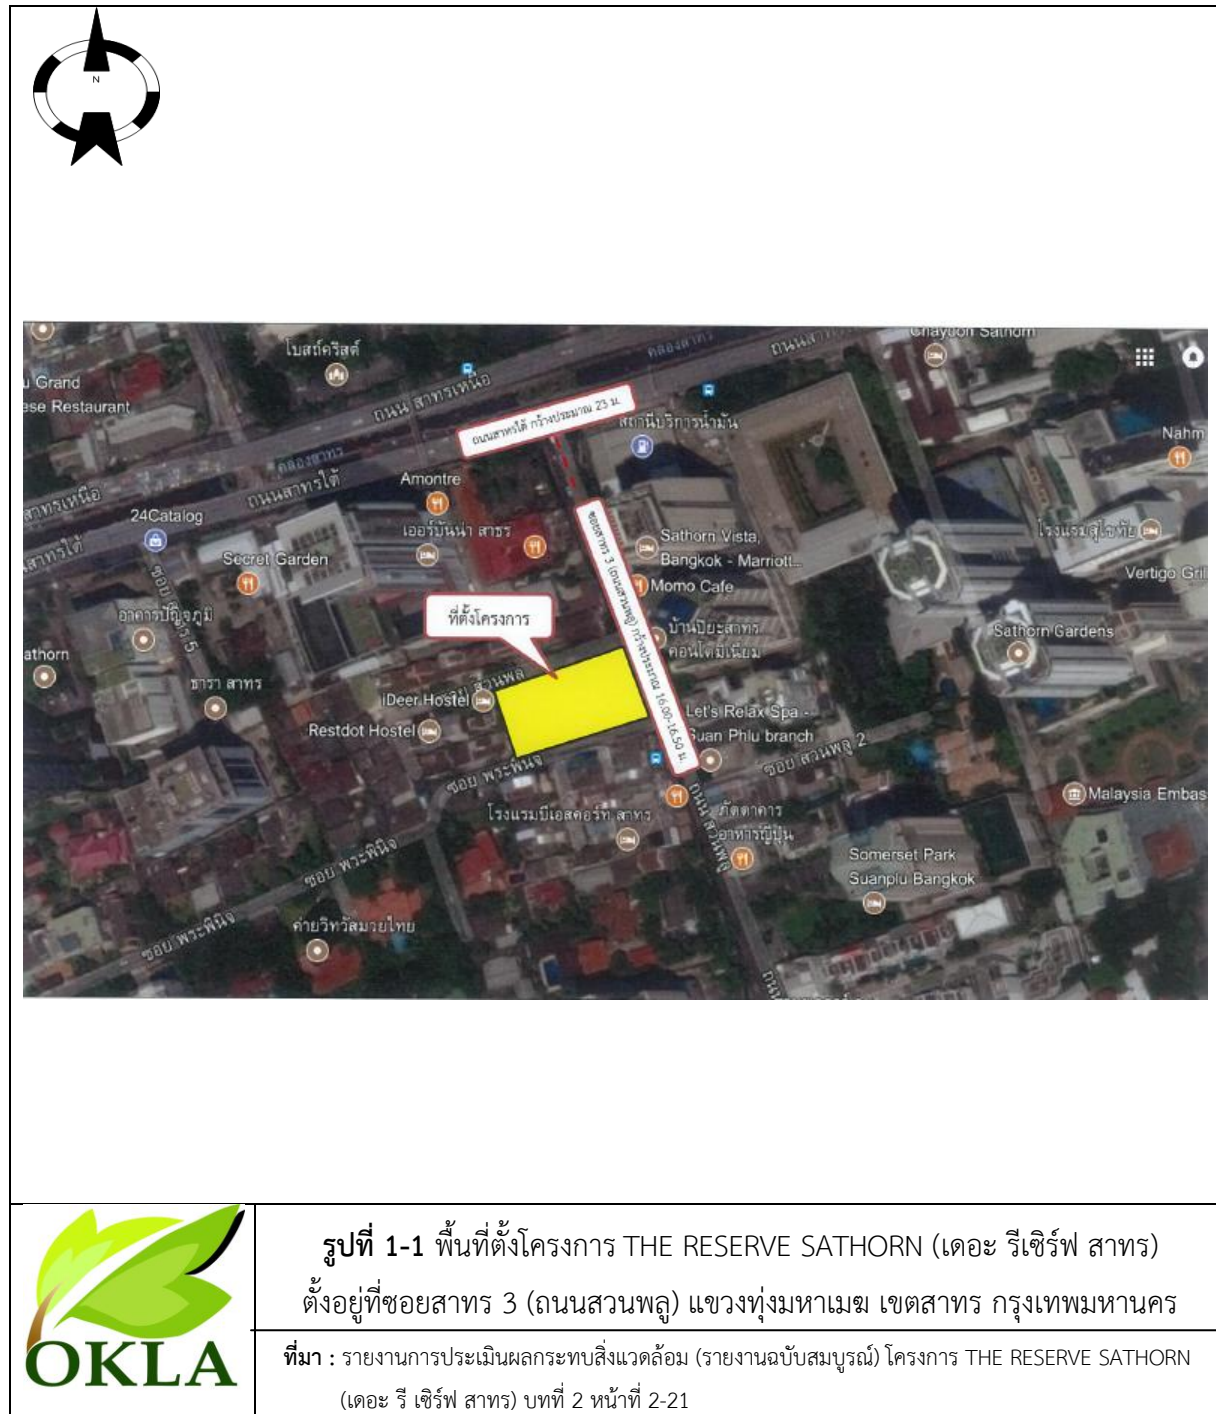 N
โบสถ์คริสต์
คลองสาทร
Chaydon Sathorn
u Grand
ese Restaurant
ถนน สาทรเหนือ
ถนนสาทรใต้ กว้างประมาณ 23 ม.
สถานีบริการน้ำมัน
Nahm
คลองสาทร
ถนนสาทรใต้
Amontre
สาทรเหนือ
24Catalog
เออร์บันน่า สาธร
สาทรใต้
Secret Garden
ซอยสาทร 3 (ถนนสวนพลู) กว้างประมาณ 16.00-16.50 ม.
Sathorn Vista,
Bangkok - Marriott...
โรงแรมสุโขทัย
Vertigo Gril
Momo Cafe
ที่ตั้งโครงการ
อาคารปัญจภูมิ
บ้านปิยะสาทร
คอนโดมิเนียม
Sathorn Gardens
athorn
ธารา สาทร
ซอย สวนพลู
iDeer Hostel
Restdot Hostel
Let's Relax Spa -
Suan Phlu branch
ซอย สวนพลู 2
ซอย พระพินิจ
Malaysia Embas
โรงแรมบีเอสคอร์ท สาทร
ถนน สวนพลู
ภัตตาคาร
อาหารญี่ปุ่น
Somerset Park
Suanplu Bangkok
ซอย พระพินิจ
ซอย พระพินิจ
ค่ายวิทวัสมวยไทย
OKLA
รูปที่ 1-1 พื้นที่ตั้งโครงการ THE RESERVE SATHORN (เดอะ รีเซิร์ฟ สาทร)
ตั้งอยู่ที่ซอยสาทร 3 (ถนนสวนพลู) แขวงทุ่งมหาเมฆ เขตสาทร กรุงเทพมหานคร
ที่มา : รายงานการประเมินผลกระทบสิ่งแวดล้อม (รายงานฉบับสมบูรณ์) โครงการ THE RESERVE SATHORN
(เดอะ รี เซิร์ฟ สาทร) บทที่ 2 หน้าที่ 2-21